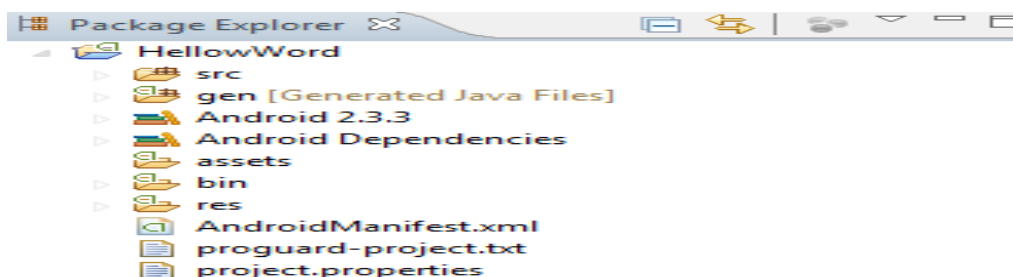 Package Explorer
HellowWord
src
gen [Generated Java Files]
Android 2.3.3
Android Dependencies
assets
bin
res
AndroidManifest.xml
proguard-project.txt
project.properties